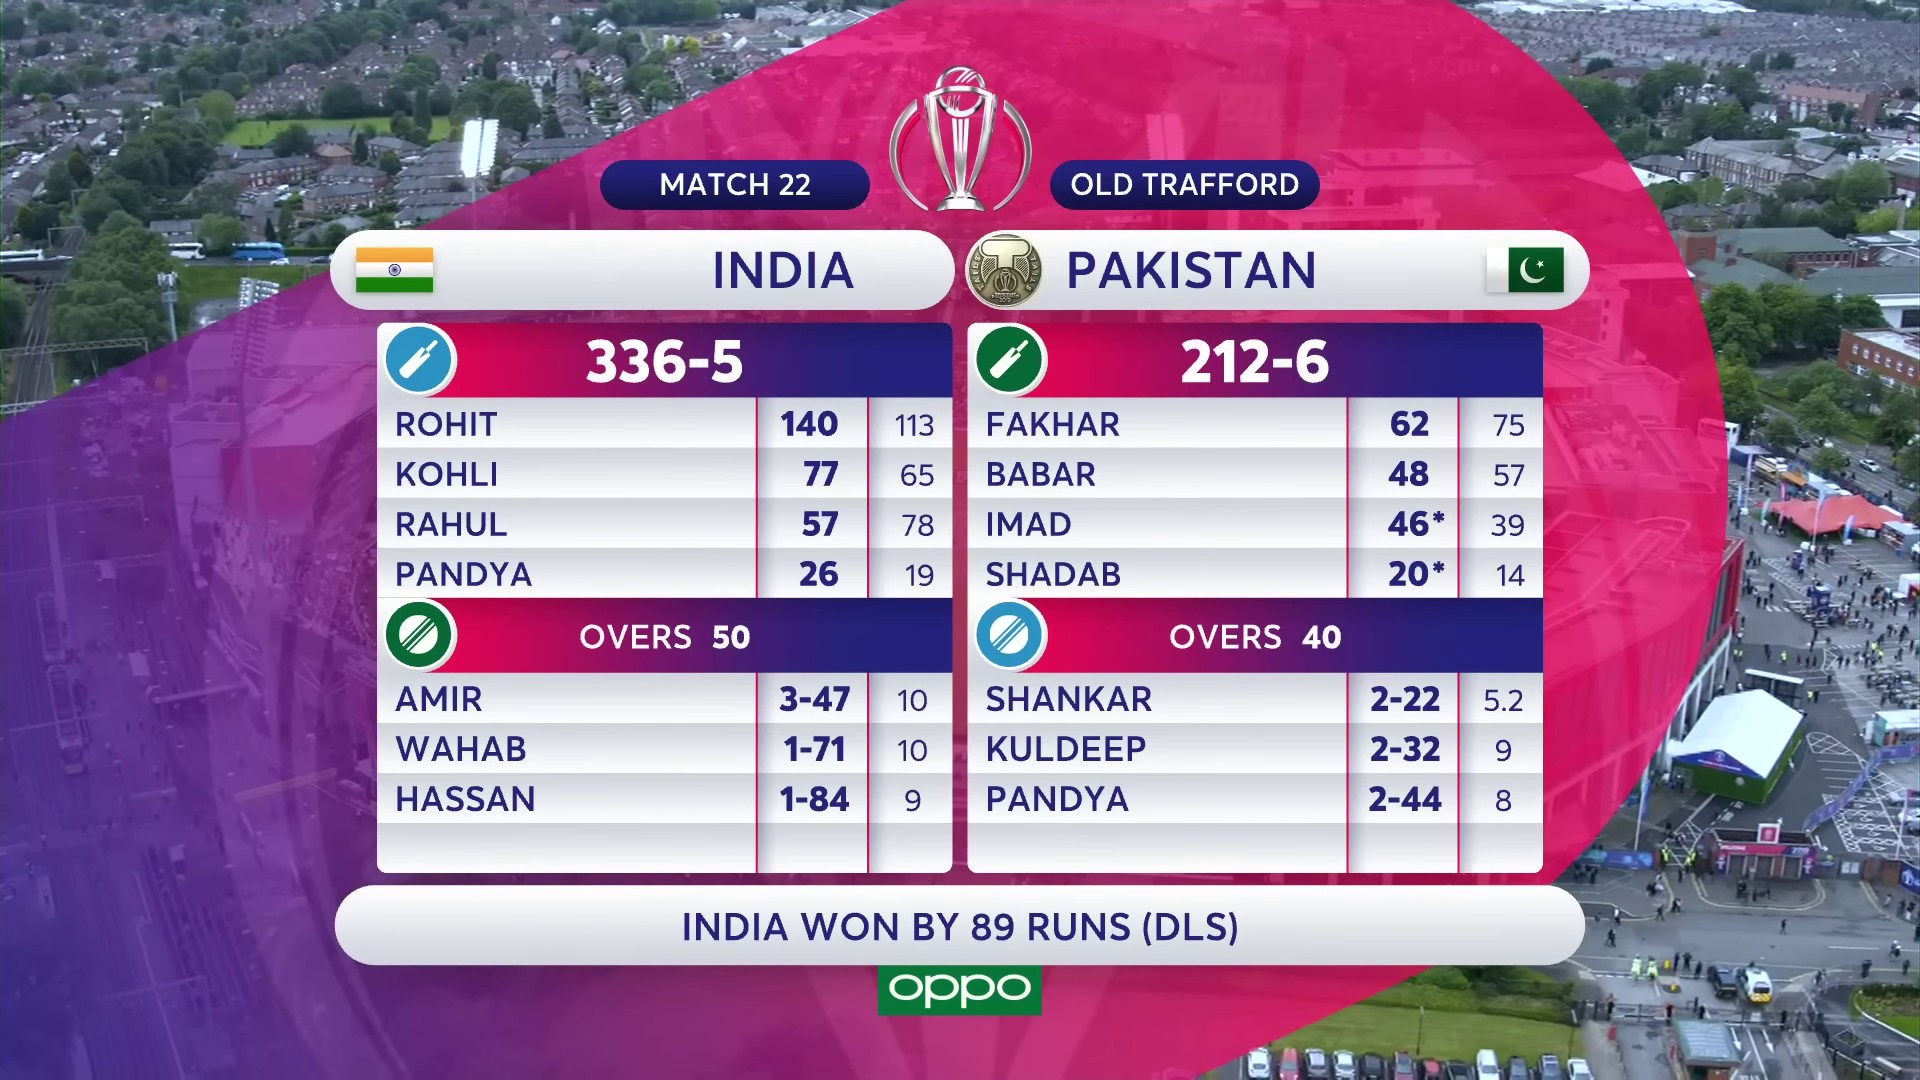 MATCH 22
OLD TRAFFORD
INDIA
PAKISTAN
336-5
ROHIT 140 113
KOHLI 77 65
RAHUL 57 78
PANDYA 26 19
OVERS 50
AMIR 3-47 10
WAHAB 1-71 10
HASSAN 1-84 9
212-6
FAKHAR 62 75
BABAR 48 57
IMAD 46* 39
SHADAB 20* 14
OVERS 40
SHANKAR 2-22 5.2
KULDEEP 2-32 9
PANDYA 2-44 8
INDIA WON BY 89 RUNS (DLS)
oppo